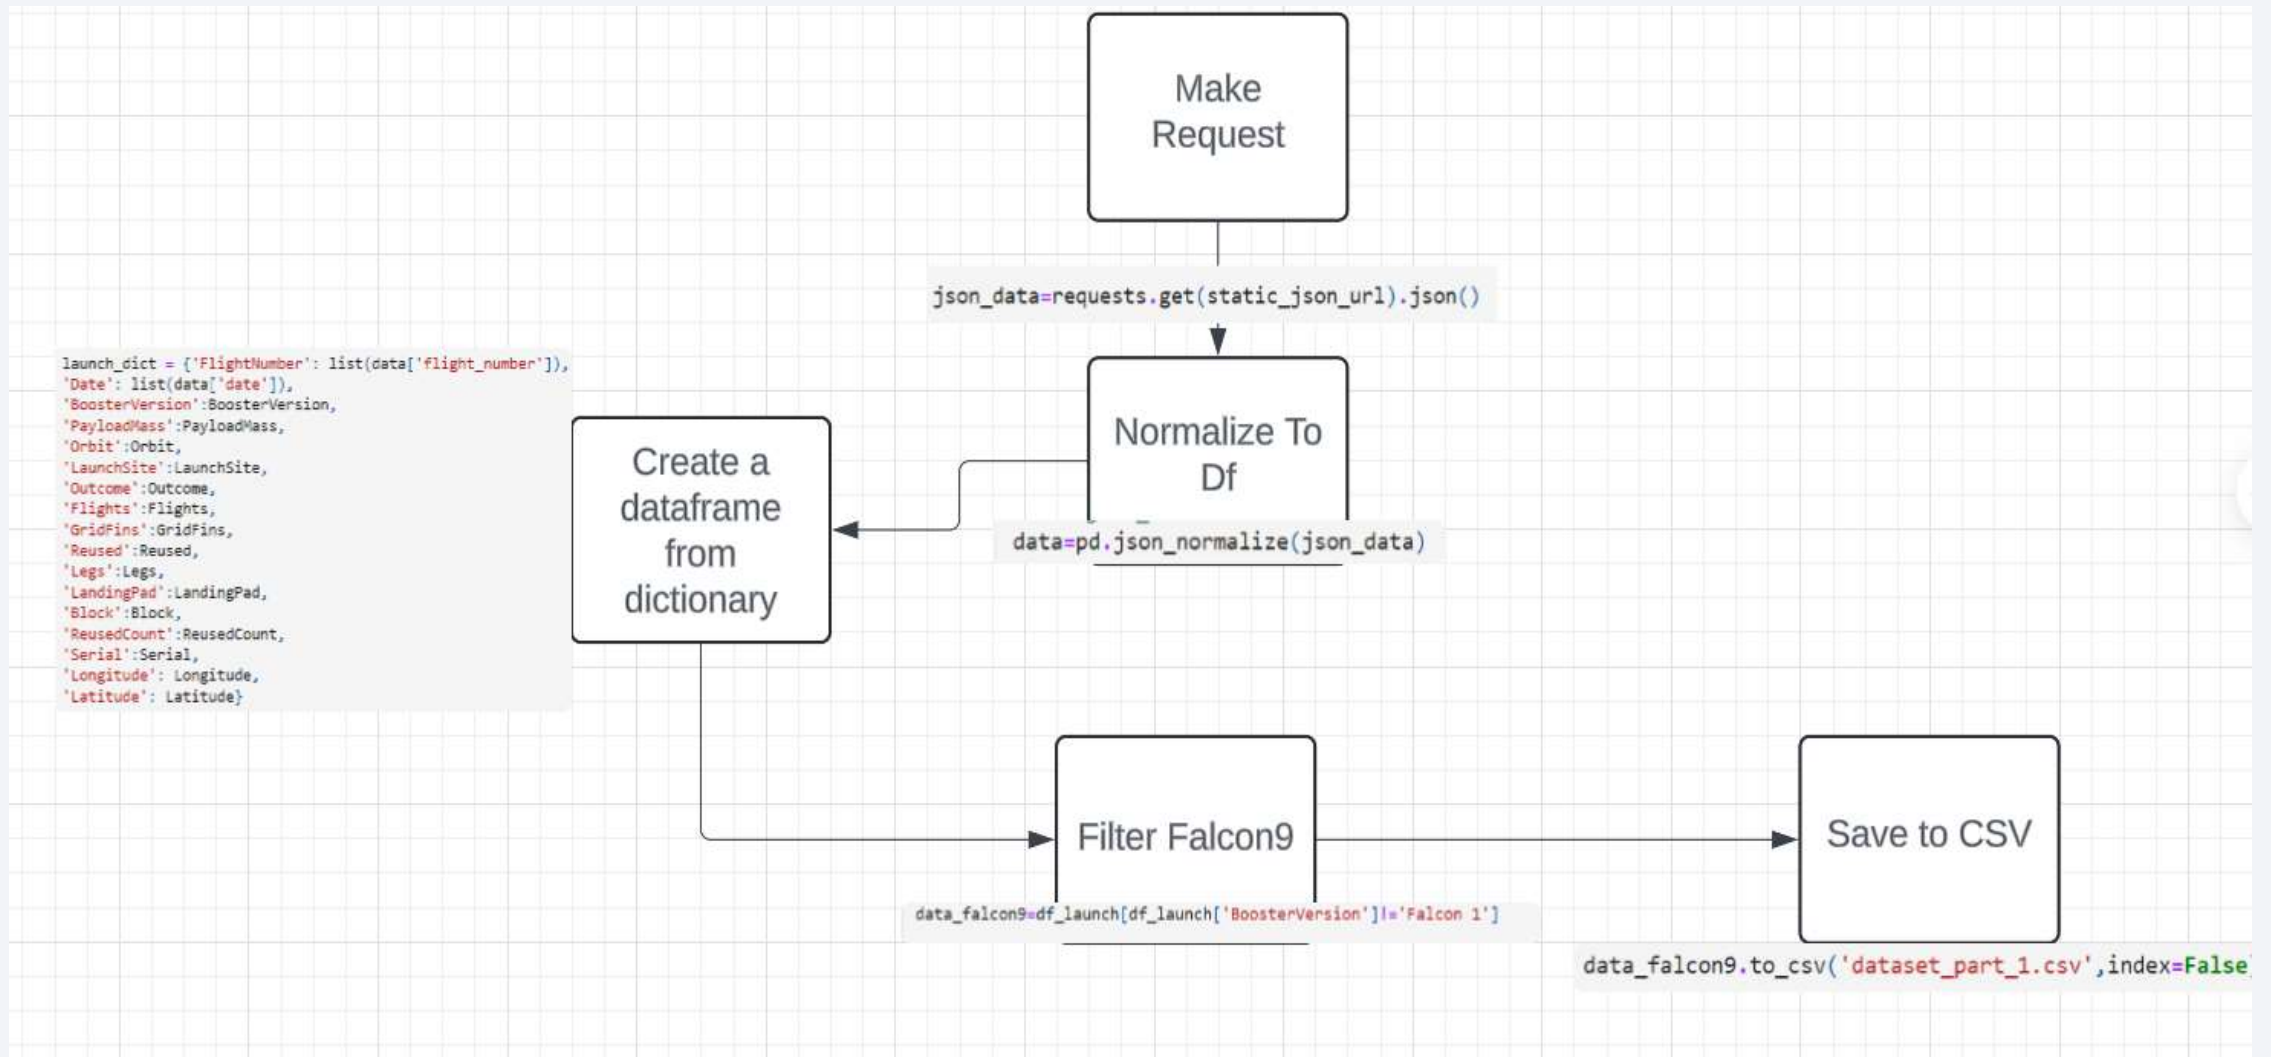 Make
Request
json_data=requests.get(static_json_url).json()
Normalize To
Df
data=pd.json_normalize(json_data)
launch_dict = {'FlightNumber': list(data['flight_number']),
'Date': list(data['date']),
'BoosterVersion':BoosterVersion,
'PayloadMass':PayloadMass,
'Orbit':Orbit,
'LaunchSite':LaunchSite,
'Outcome':Outcome,
'Flights':Flights,
'GridFins':GridFins,
'Reused':Reused,
'Legs':Legs,
'LandingPad':LandingPad,
'Block':Block,
'ReusedCount':ReusedCount,
'Serial':Serial,
'Longitude': Longitude,
'Latitude': Latitude}
Create a
dataframe
from
dictionary
Filter Falcon9
data_falcon9=df_launch[df_launch['BoosterVersion']!='Falcon 1']
Save to CSV
data_falcon9.to_csv('dataset_part_1.csv',index=False)